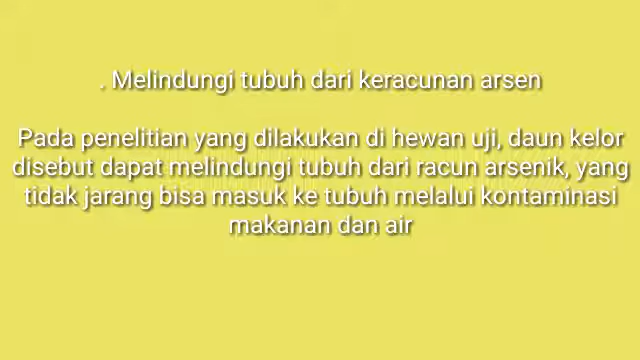 . Melindungi tubuh dari keracunan arsen
Pada penelitian yang dilakukan di hewan uji, daun kelor
disebut dapat melindungi tubuh dari racun arsenik, yang
tidak jarang bisa masuk ke tubuh melalui kontaminasi
makanan dan air